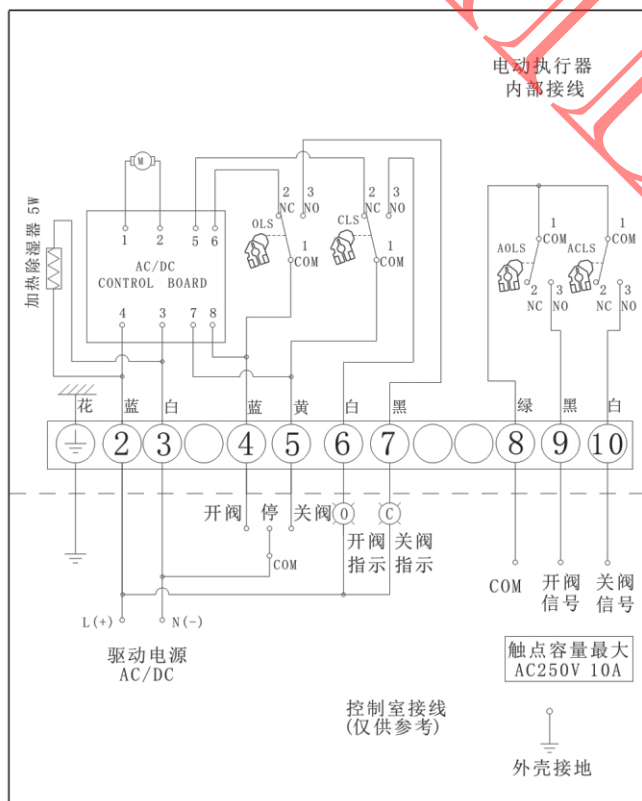 电动执行器
内部接线
M
加热除湿器 5W
1 2 5 6
AC/DC
CONTROL BOARD
4 3 7 8
OLS
2
NC
3
NO
1
COM
CLS
2
NC
3
NO
1
COM
AOLS
1
COM
2
NC
3
NO
ACLS
1
COM
2
NC
3
NO
花 蓝 白 蓝 黄 白 黑 绿 黑 白
2 3 4 5 6 7 8 9 10
开阀 停 关阀
O C
COM
开阀
指示
关阀
指示
COM
开阀
信号
关阀
信号
L(+) N(-)
驱动电源
AC/DC
触点容量最大
AC250V 10A
控制室接线
(仅供参考)
外壳接地